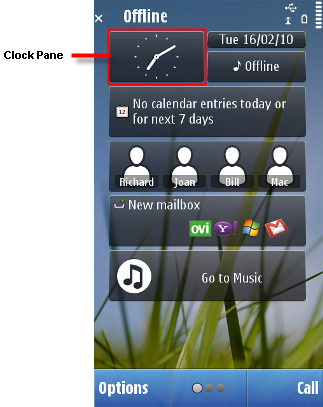 Offline
Clock Pane
Tue 16/02/10
Offline
12
No calendar entries today or
for next 7 days
Richard Joan Bill Mac
New mailbox
ovi Y! M
Go to Music
Options Call